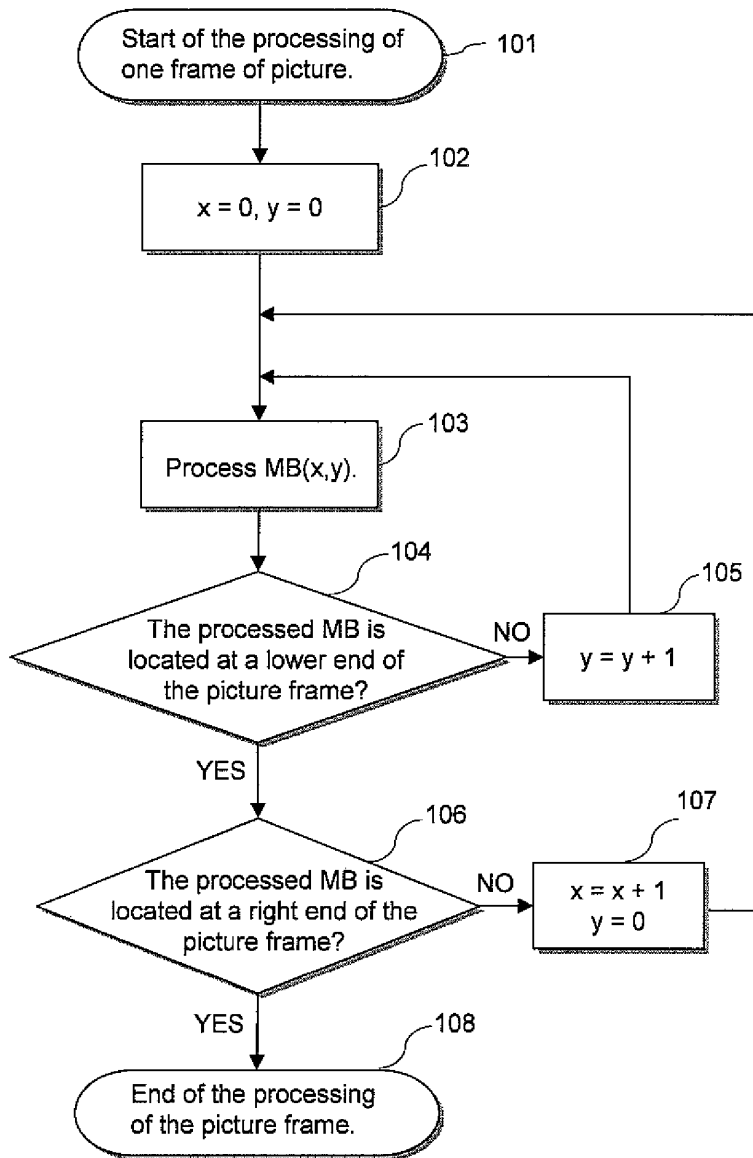 Start of the processing of
one frame of picture.
101
102
x = 0, y = 0
103
Process MB(x,y).
104
The processed MB is
located at a lower end of
the picture frame?
NO
105
y = y + 1
YES
106
The processed MB is
located at a right end of the
picture frame?
NO
107
x = x + 1
y = 0
YES
108
End of the processing
of the picture frame.